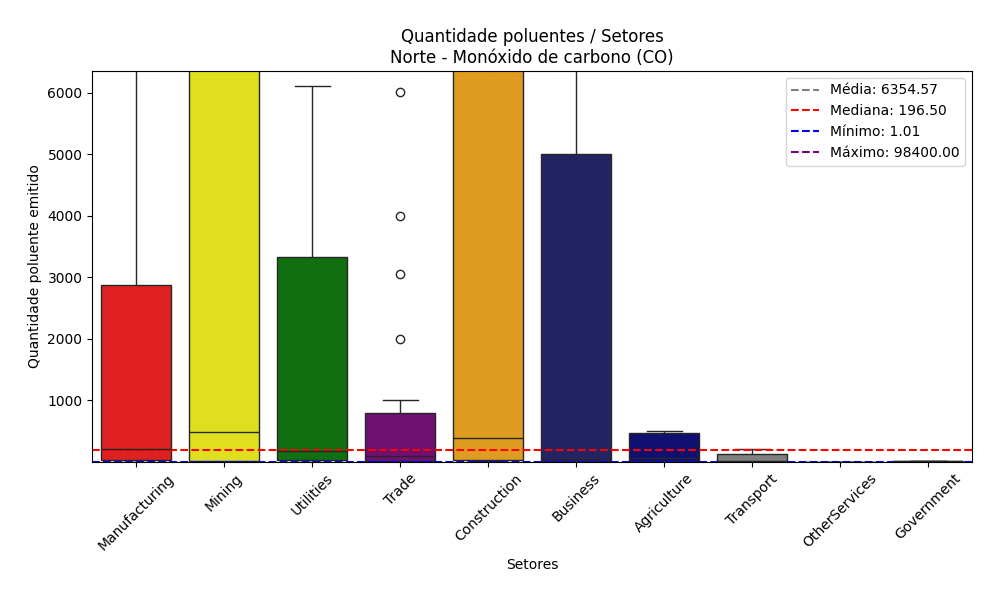 Quantidade poluentes / Setores
Norte - Monóxido de carbono (CO)
Média: 6354.57
Mediana: 196.50
Mínimo: 1.01
Máximo: 98400.00
Quantidade poluente emitido
6000
5000
4000
3000
2000
1000
Manufacturing
Mining
Utilities
Trade
Construction
Business
Agriculture
Transport
OtherServices
Government
Setores